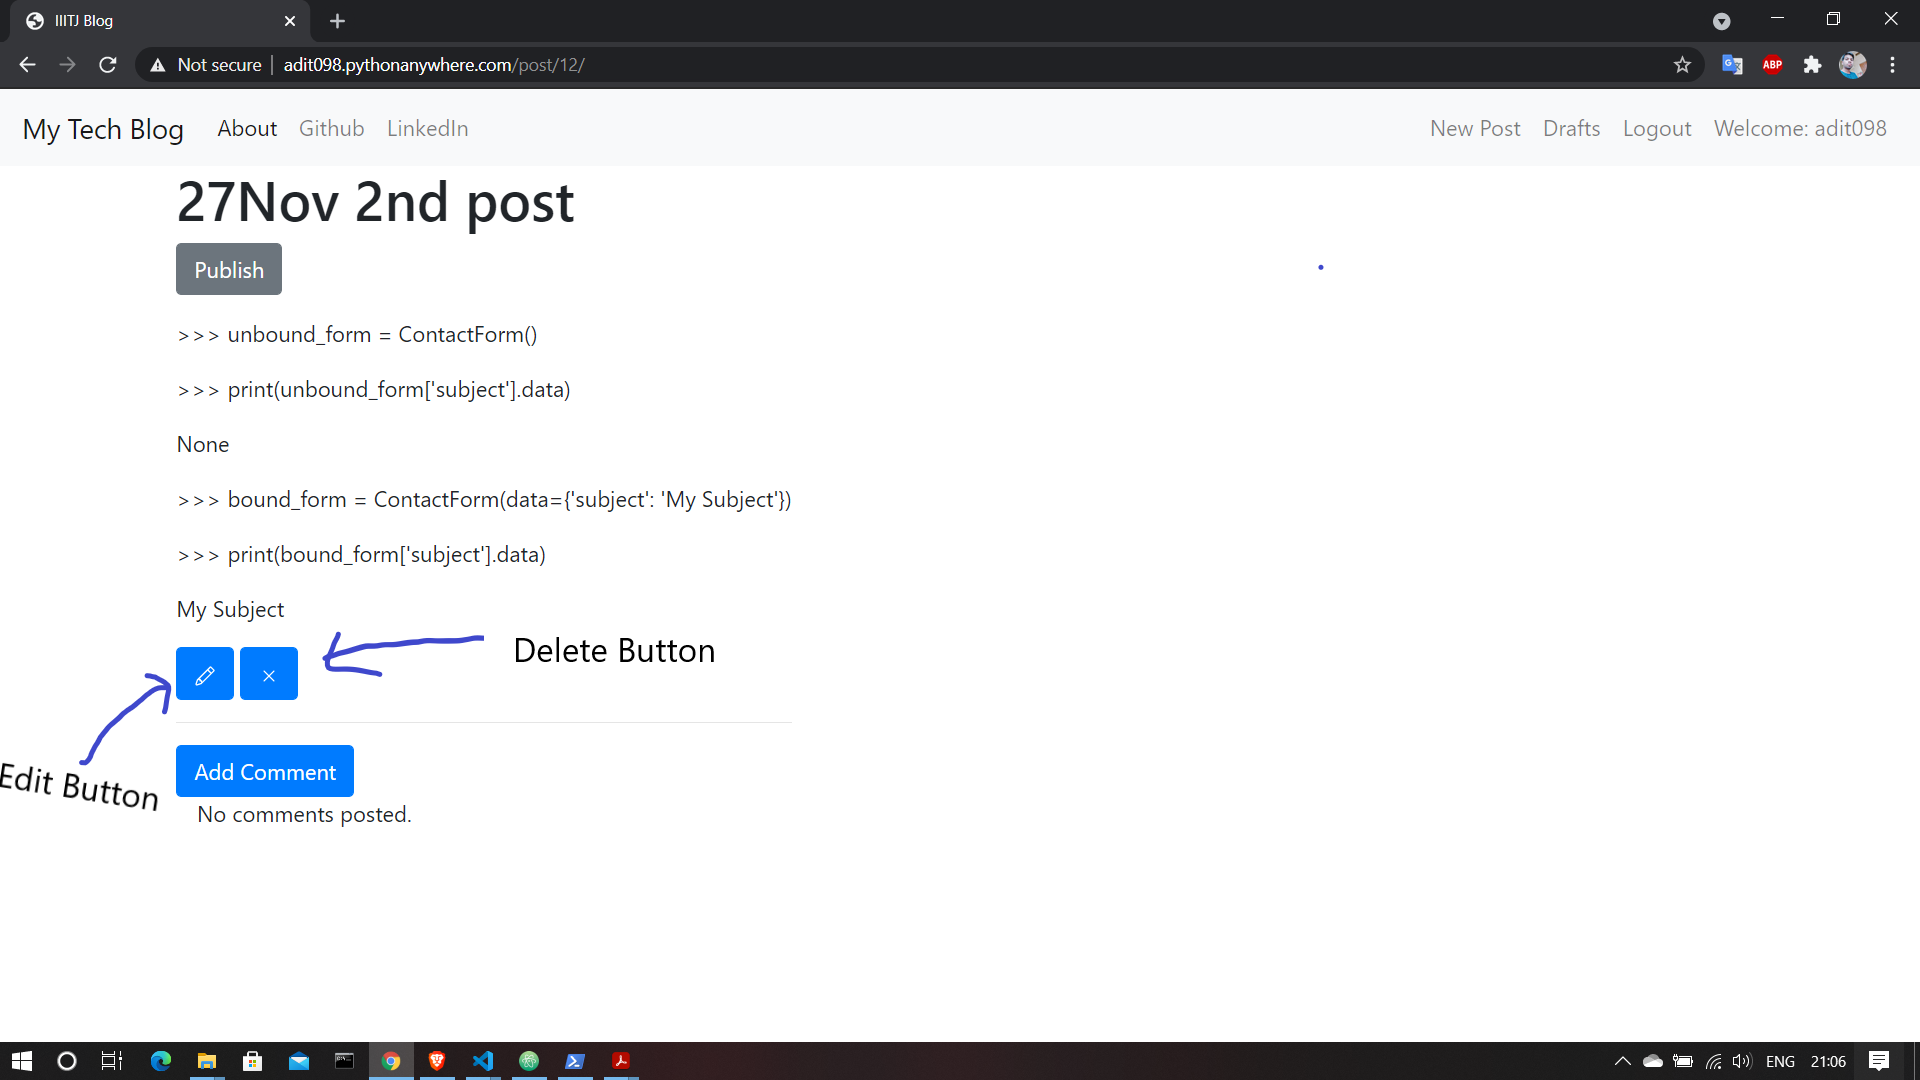 IIITJ Blog
Not secure | adit098.pythonanywhere.com/post/12/
ABP
My Tech Blog About Github LinkedIn New Post Drafts Logout Welcome: adit098
27Nov 2nd post
Publish
>>> unbound_form = ContactForm()
>>> print(unbound_form['subject'].data)
None
>>> bound_form = ContactForm(data={'subject': 'My Subject'})
>>> print(bound_form['subject'].data)
My Subject
Delete Button
Edit Button
Add Comment
No comments posted.
ENG 21:06